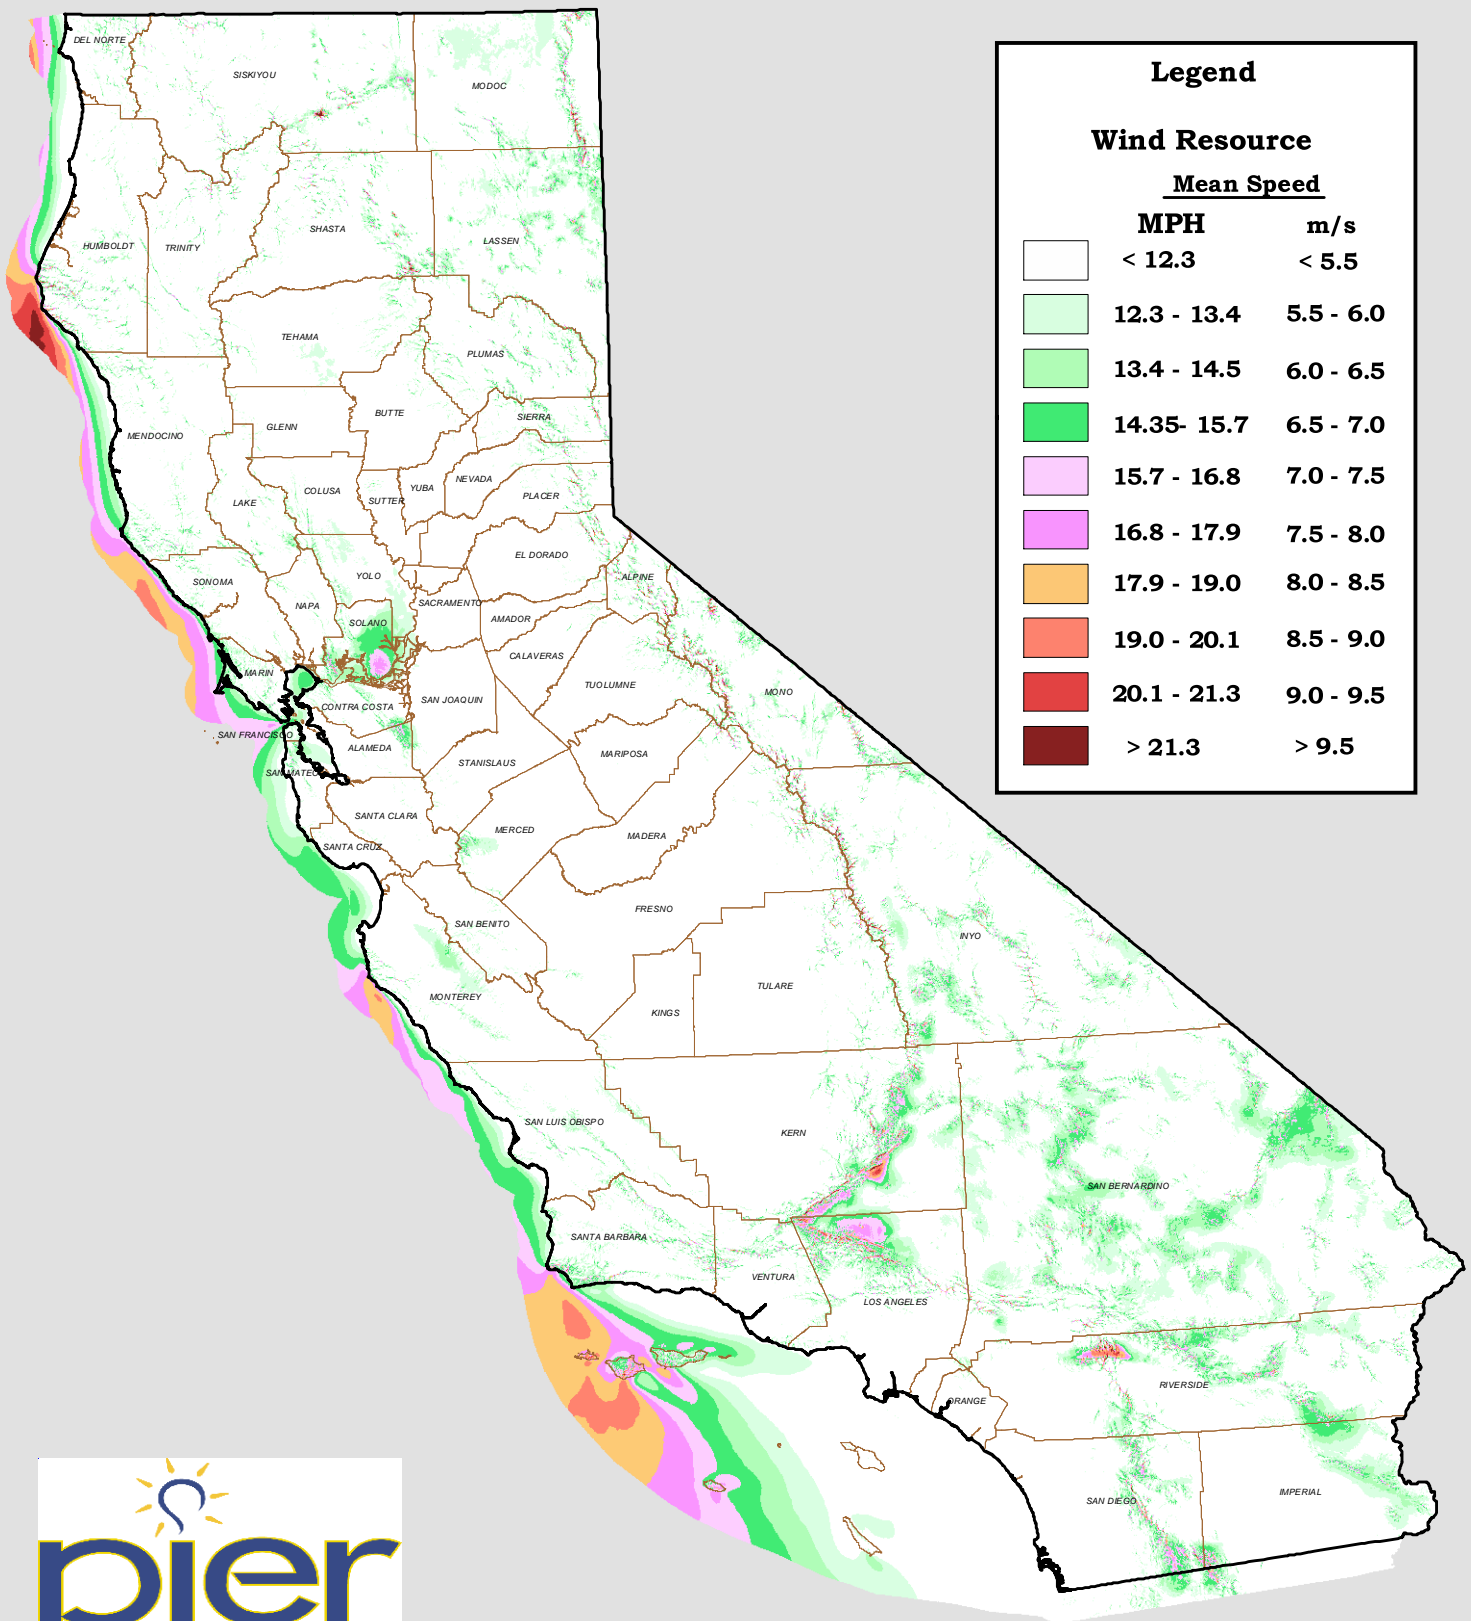 Legend
Wind Resource
Mean Speed
MPH m/s
< 12.3 < 5.5
12.3 - 13.4 5.5 - 6.0
13.4 - 14.5 6.0 - 6.5
14.35- 15.7 6.5 - 7.0
15.7 - 16.8 7.0 - 7.5
16.8 - 17.9 7.5 - 8.0
17.9 - 19.0 8.0 - 8.5
19.0 - 20.1 8.5 - 9.0
20.1 - 21.3 9.0 - 9.5
> 21.3 > 9.5
DEL NORTE
SISKIYOU
MODOC
HUMBOLDT
TRINITY
SHASTA
LASSEN
TEHAMA
PLUMAS
MENDOCINO
GLENN
BUTTE
SIERRA
LAKE
COLUSA
SUTTER
YUBA
NEVADA
PLACER
SONOMA
NAPA
YOLO
EL DORADO
SOLANO
SACRAMENTO
AMADOR
ALPINE
MARIN
CALAVERAS
TUOLUMNE
MONO
CONTRA COSTA
SAN JOAQUIN
SAN FRANCISCO
ALAMEDA
SAN MATEO
STANISLAUS
MARIPOSA
SANTA CLARA
SANTA CRUZ
MERCED
MADERA
SAN BENITO
FRESNO
INYO
MONTEREY
KINGS
TULARE
SAN LUIS OBISPO
KERN
SAN BERNARDINO
SANTA BARBARA
VENTURA
LOS ANGELES
ORANGE
RIVERSIDE
SAN DIEGO
IMPERIAL
pier